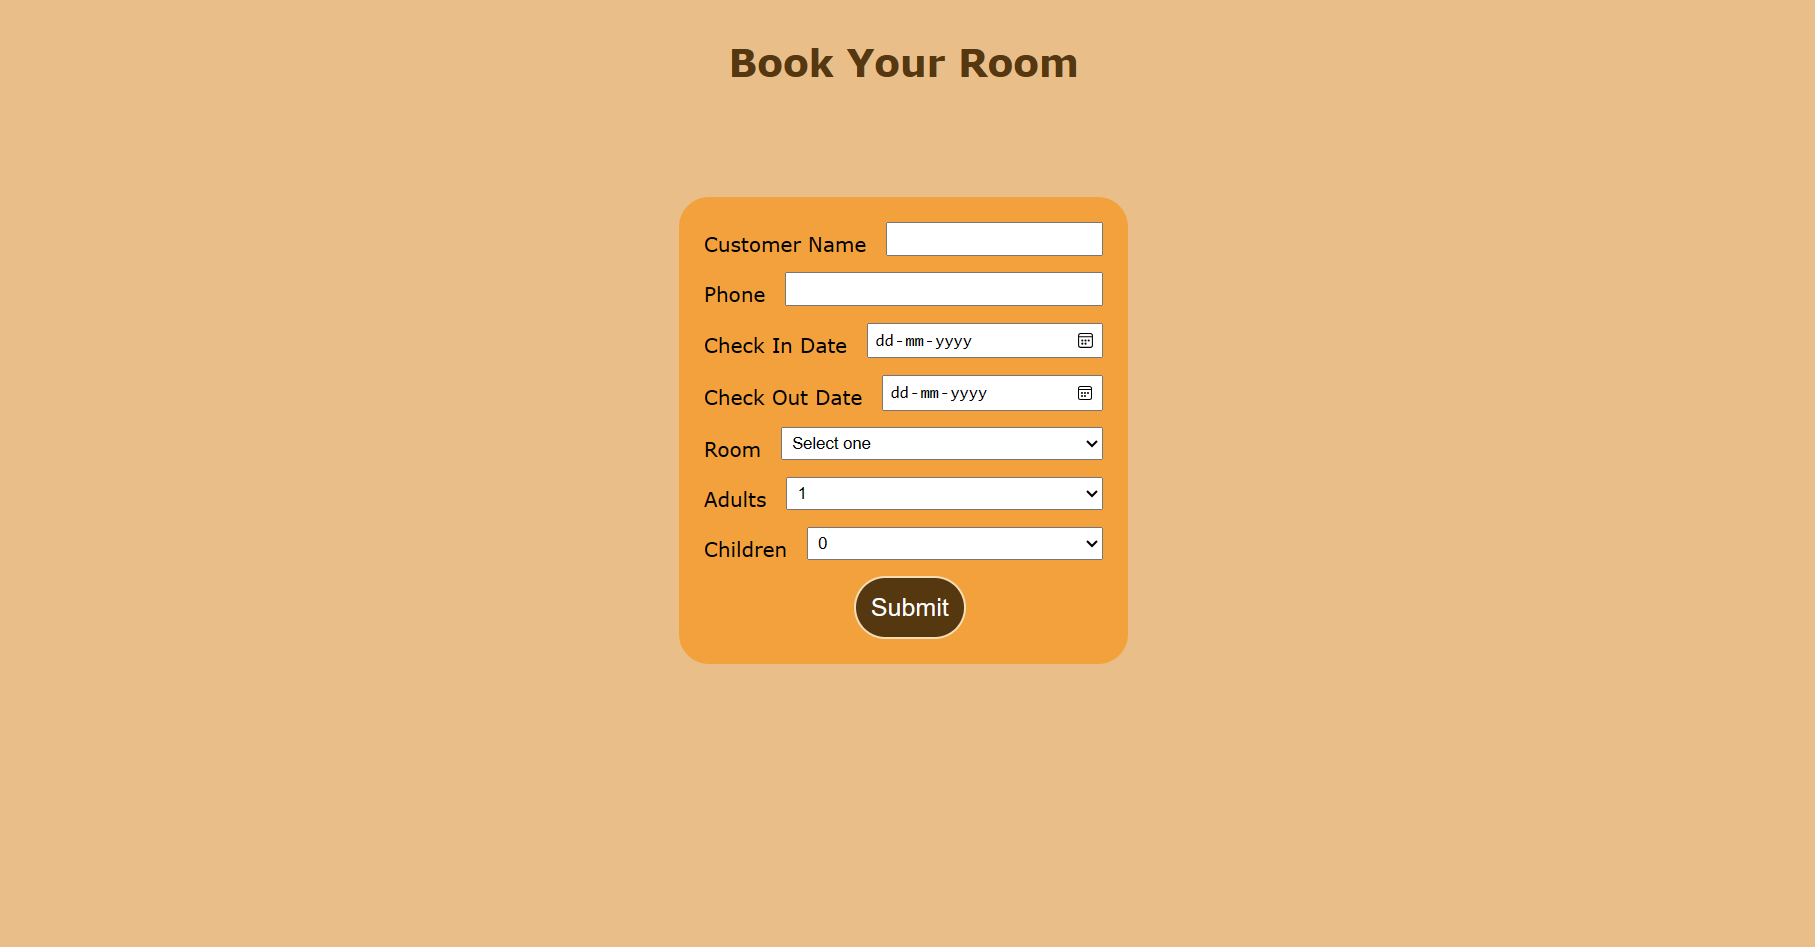 Book Your Room
Customer Name
Phone
Check In Date dd-mm-yyyy
Check Out Date dd-mm-yyyy
Room Select one
Adults 1
Children 0
Submit